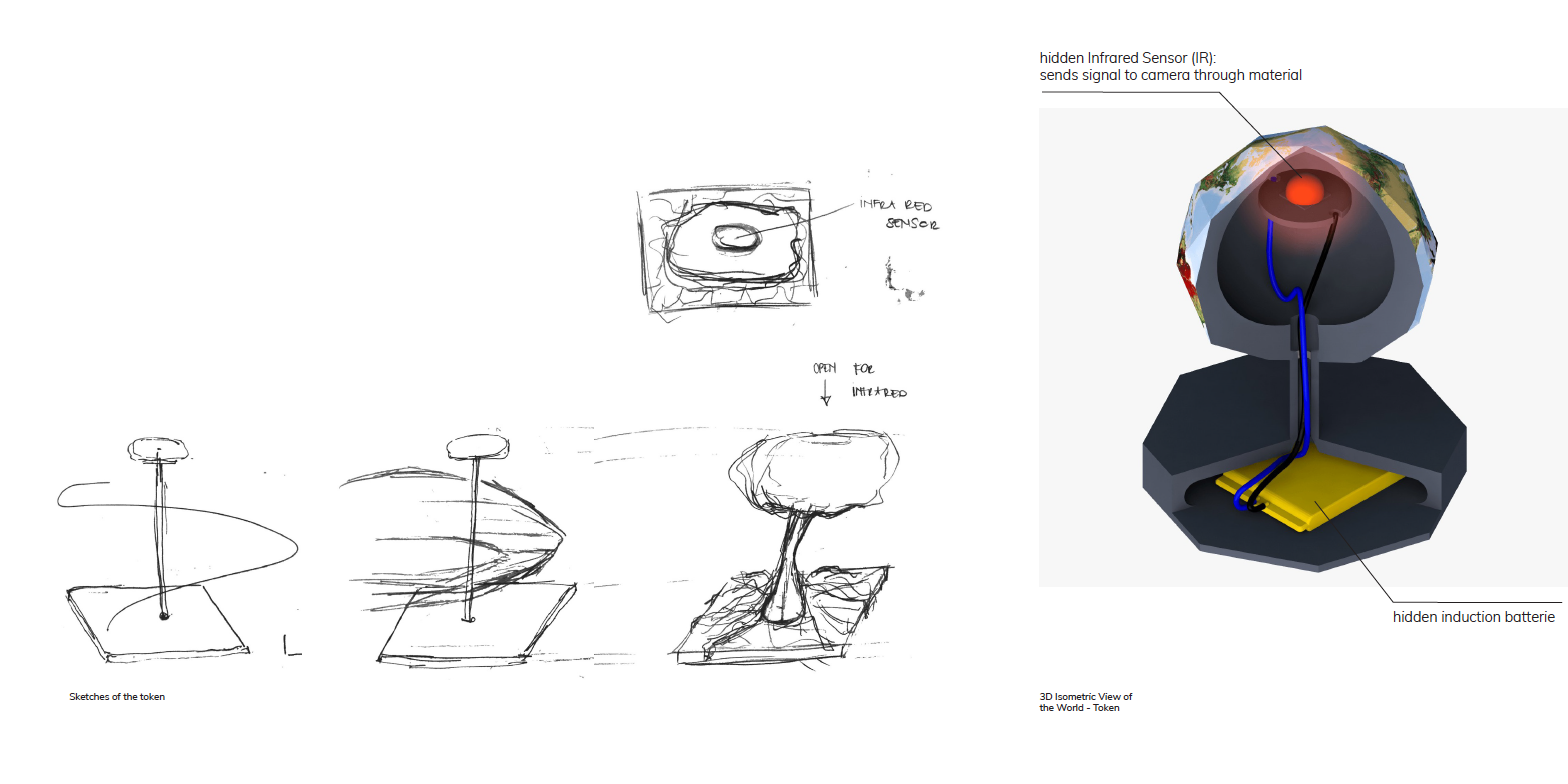 hidden Infrared Sensor (IR):
sends signal to camera through material
INFRA RED
SENSOR
OPEN FOR
INFRARED
hidden induction batterie
Sketches of the token
3D Isometric View of
the World - Token